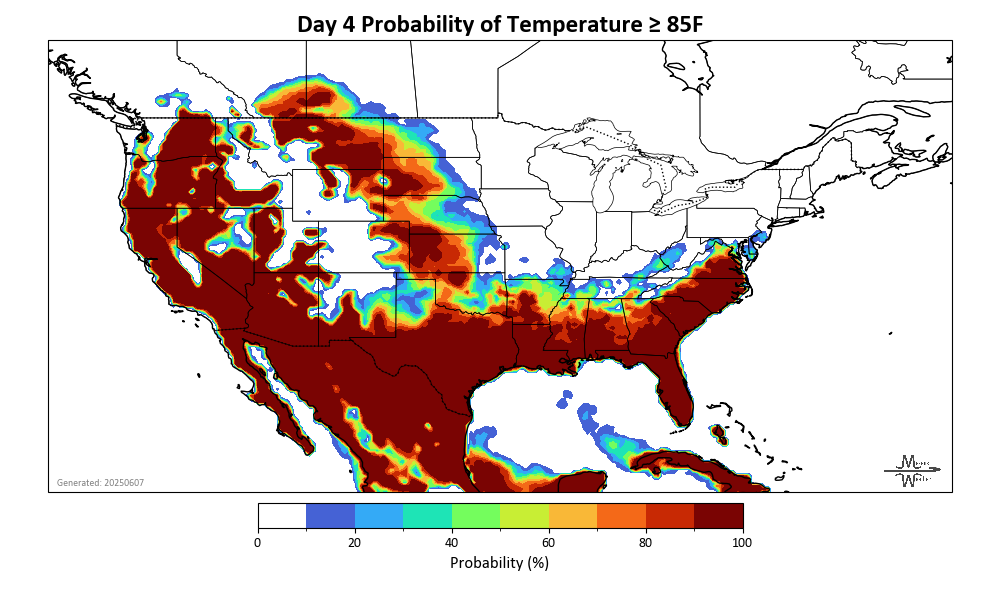 Day 4 Probability of Temperature ≥ 85F
Generated: 20250607
0 20 40 60 80 100
Probability (%)